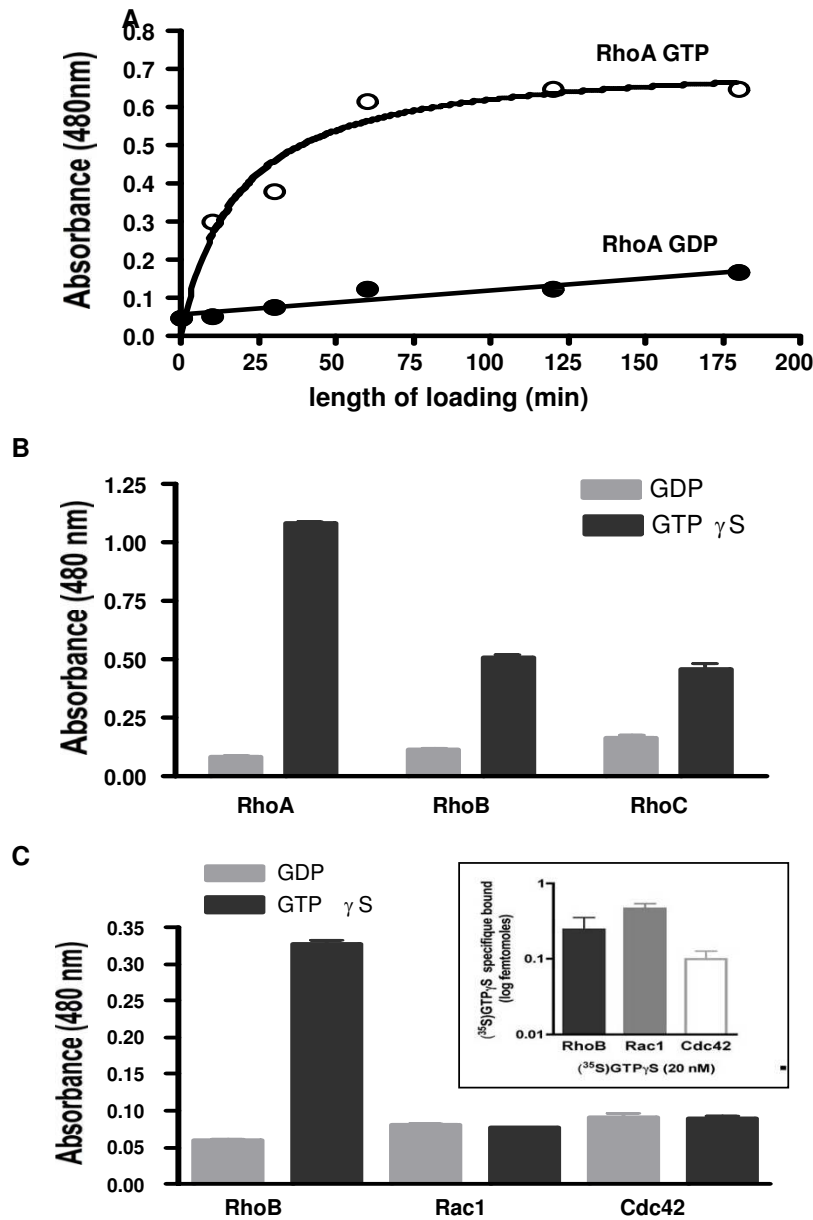 A
0.8
0.7
0.6
0.5
0.4
0.3
0.2
0.1
0.0
Absorbance (480nm)
RhoA GTP
RhoA GDP
0 25 50 75 100 125 150 175 200
length of loading (min)
B
1.25
1.00
0.75
0.50
0.25
0.00
Absorbance (480 nm)
GDP
GTP γS
RhoA RhoB RhoC
C
GDP
GTP γS
0.35
0.30
0.25
0.20
0.15
0.10
0.05
0.00
Absorbance (480 nm)
RhoB Rac1 Cdc42
(³⁵S)GTPγS specifique bound
(log femtomoles)
1
0.1
0.01
RhoB Rac1 Cdc42
(³⁵S)GTPγS (20 nM)